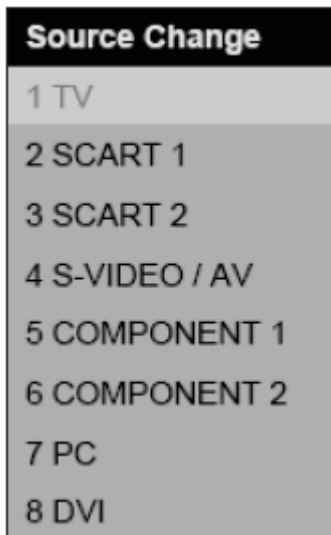 Source Change
1 TV
2 SCART 1
3 SCART 2
4 S-VIDEO / AV
5 COMPONENT 1
6 COMPONENT 2
7 PC
8 DVI